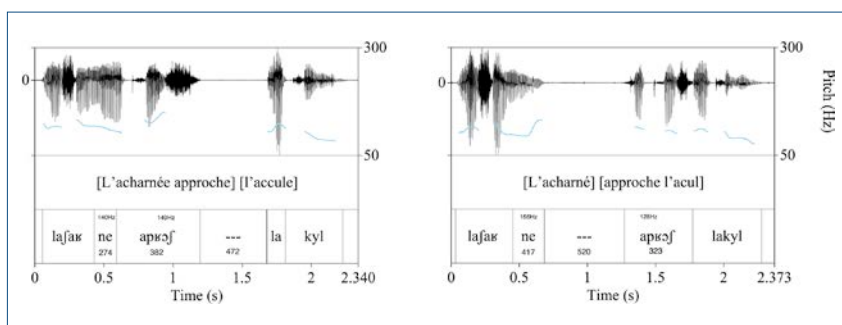 300
0
50
[L'acharnée approche] [l'accule]
140Hz
140Hz
laʃaʁ ne apʁɔʃ --- la kyl
274 382 472
0 0.5 1 1.5 2 2.340
Time (s)
300
0
Pitch (Hz)
50
[L'acharné] [approche l'acul]
168Hz
128Hz
laʃaʁ ne --- apʁɔʃ lakyl
417 520 323
0 0.5 1 1.5 2 2.373
Time (s)